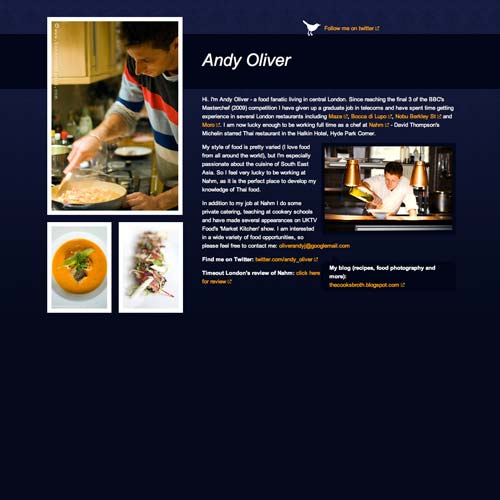 Follow me on twitter
Andy Oliver
Hi. I'm Andy Oliver - a food fanatic living in central London. Since reaching the final 3 of the BBC's
Masterchef (2009) competition I have given up a graduate job in telecoms and have spent time getting
experience in several London restaurants including Maze, Bocca di Lupo, Nobu Berkley St and
Moro. I am now lucky enough to be working full time as a chef at Nahm - David Thompson's
Michelin starred Thai restaurant in the Halkin Hotel, Hyde Park Corner.
My style of food is pretty varied (I love food
from all around the world), but I'm especially
passionate about the cuisine of South East
Asia. So I feel very lucky to be working at
Nahm, as it is the perfect place to develop my
knowledge of Thai food.
In addition to my job at Nahm I do some
private catering, teaching at cookery schools
and have made several appearances on UKTV
Food's 'Market Kitchen' show. I am interested
in a wide variety of food opportunities, so
please feel free to contact me: oliverandyj@googlemail.com
Find me on Twitter: twitter.com/andy_oliver
Timeout London's review of Nahm: click here
for review
My blog (recipes, food photography and
more):
thecooksbroth.blogspot.com